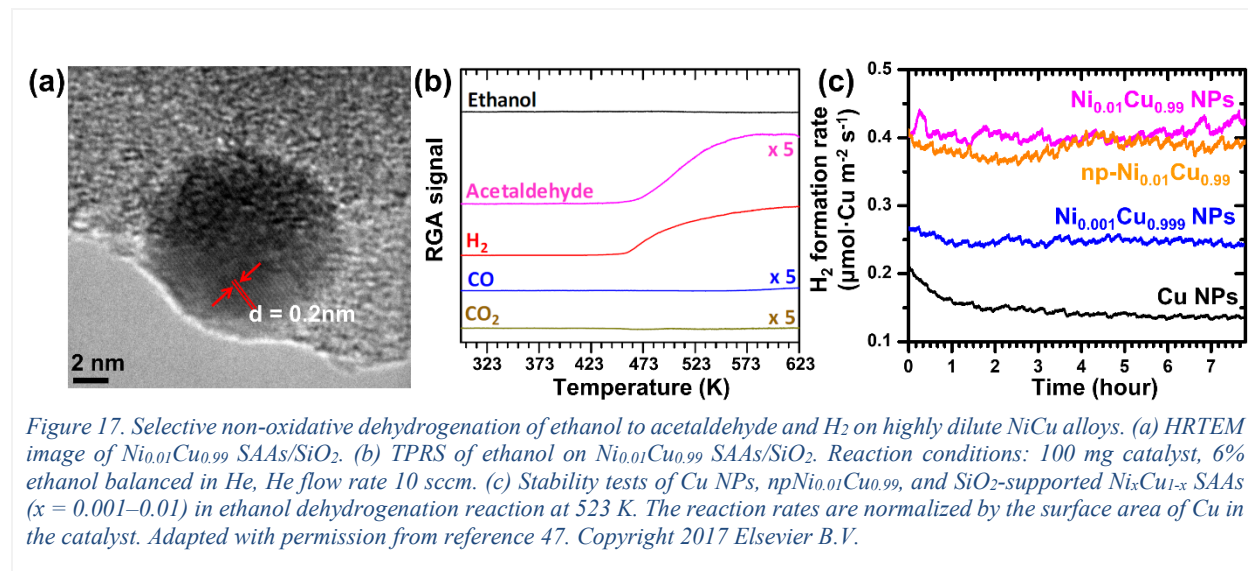 (a)
d = 0.2nm
2 nm
(b)
RGA signal
Ethanol
x 5
Acetaldehyde
H2
CO
x 5
CO2
x 5
323 373 423 473 523 573 623
Temperature (K)
(c)
H2 formation rate
(μmol·Cu m-2 s-1)
0.5
0.4
0.3
0.2
0.1
Ni0.01Cu0.99 NPs
np-Ni0.01Cu0.99
Ni0.001Cu0.999 NPs
Cu NPs
0 1 2 3 4 5 6 7
Time (hour)
Figure 17. Selective non-oxidative dehydrogenation of ethanol to acetaldehyde and H2 on highly dilute NiCu alloys. (a) HRTEM
image of Ni0.01Cu0.99 SAAs/SiO2. (b) TPRS of ethanol on Ni0.01Cu0.99 SAAs/SiO2. Reaction conditions: 100 mg catalyst, 6%
ethanol balanced in He, He flow rate 10 sccm. (c) Stability tests of Cu NPs, npNi0.01Cu0.99, and SiO2-supported NixCu1-x SAAs
(x = 0.001–0.01) in ethanol dehydrogenation reaction at 523 K. The reaction rates are normalized by the surface area of Cu in
the catalyst. Adapted with permission from reference 47. Copyright 2017 Elsevier B.V.